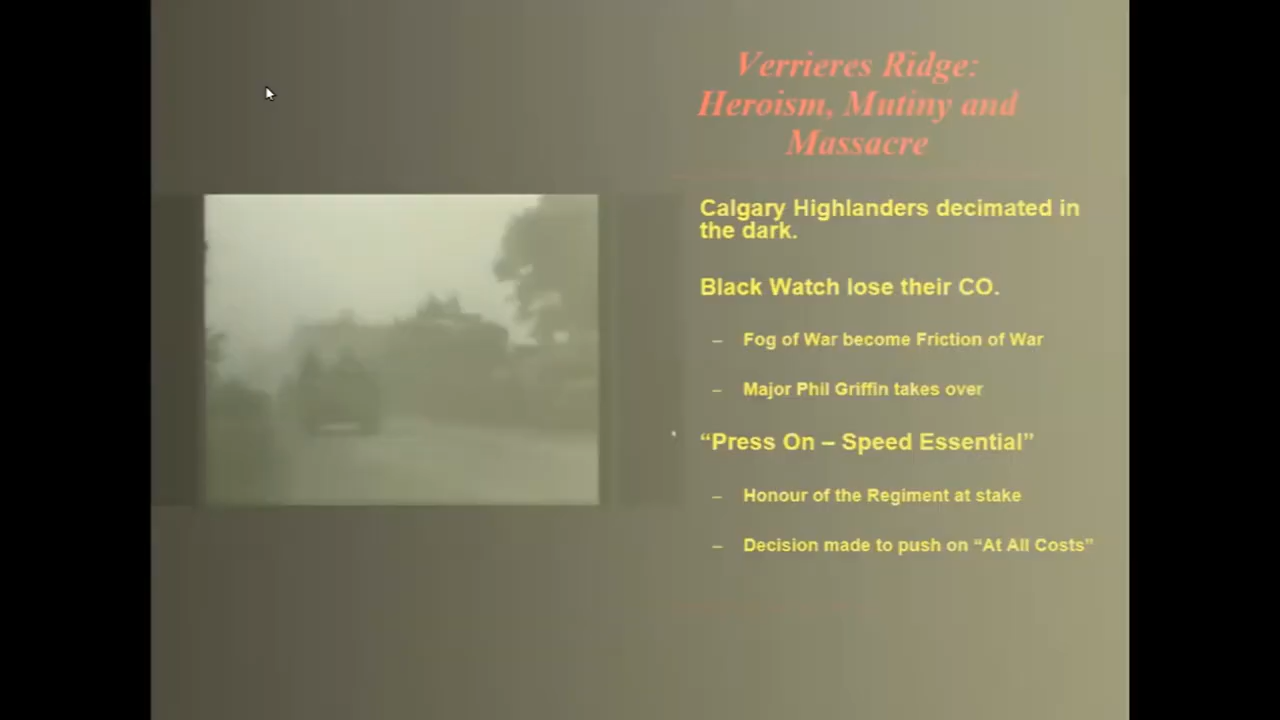 Verrieres Ridge:
Heroism, Mutiny and
Massacre
Calgary Highlanders decimated in
the dark.
Black Watch lose their CO.
– Fog of War become Friction of War
– Major Phil Griffin takes over
“Press On – Speed Essential”
– Honour of the Regiment at stake
– Decision made to push on “At All Costs”